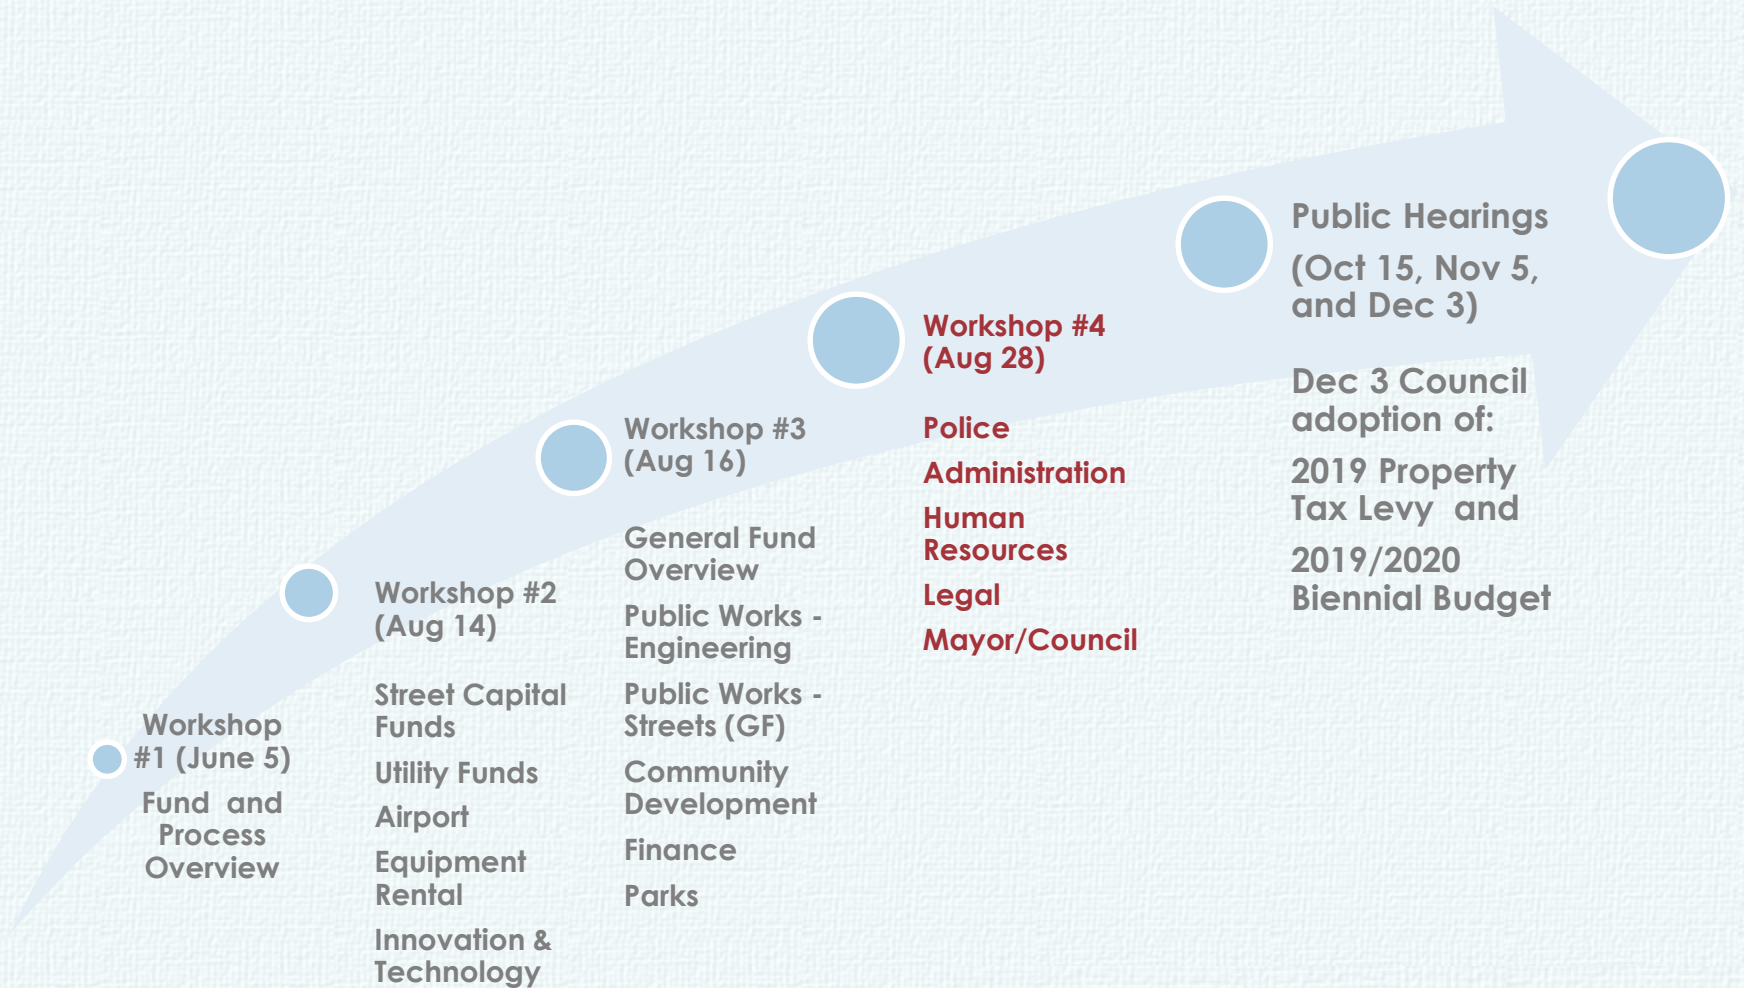 Workshop
#1 (June 5)
Fund and
Process
Overview
Workshop #2
(Aug 14)
Street Capital
Funds
Utility Funds
Airport
Equipment
Rental
Innovation &
Technology
Workshop #3
(Aug 16)
General Fund
Overview
Public Works -
Engineering
Public Works -
Streets (GF)
Community
Development
Finance
Parks
Workshop #4
(Aug 28)
Police
Administration
Human
Resources
Legal
Mayor/Council
Public Hearings
(Oct 15, Nov 5,
and Dec 3)
Dec 3 Council
adoption of:
2019 Property
Tax Levy and
2019/2020
Biennial Budget